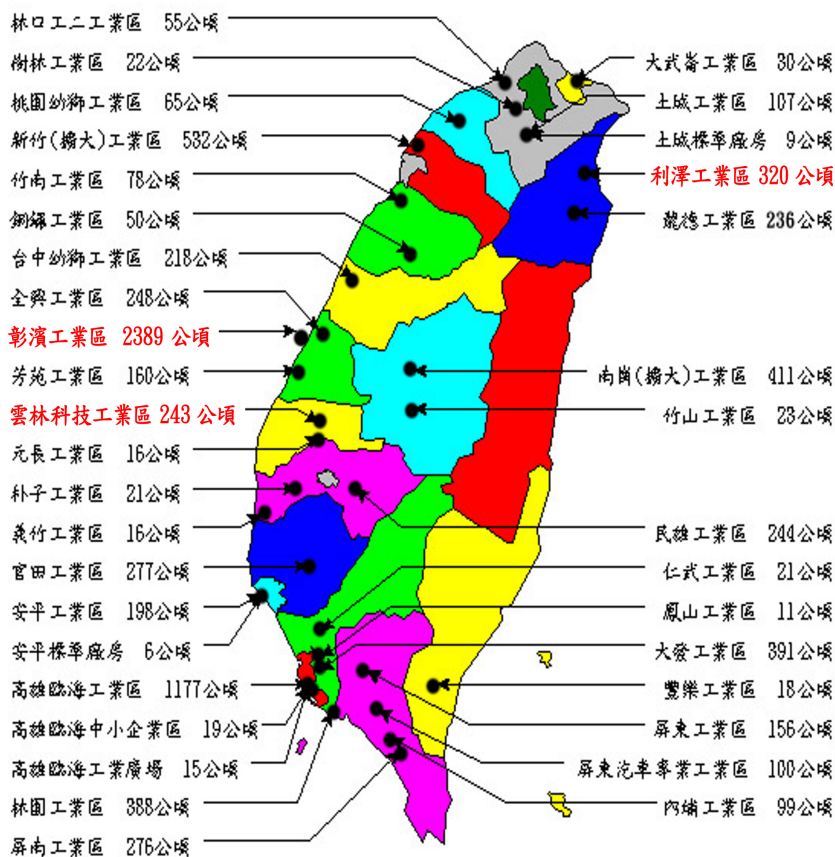 林口工二工業區 55公頃
樹林工業區 22公頃
桃園幼獅工業區 65公頃
新竹(擴大)工業區 532公頃
竹南工業區 78公頃
銅鑼工業區 50公頃
台中幼獅工業區 218公頃
全興工業區 248公頃
彰濱工業區 2389 公頃
芳苑工業區 160公頃
雲林科技工業區 243 公頃
元長工業區 16公頃
朴子工業區 21公頃
義竹工業區 16公頃
官田工業區 277公頃
安平工業區 198公頃
安平標準廠房 6公頃
高雄臨海工業區 1177公頃
高雄臨海中小企業區 19公頃
高雄臨海工業廣場 15公頃
林園工業區 388公頃
屏南工業區 276公頃
大武崙工業區 30公頃
土城工業區 107公頃
土城標準廠房 9公頃
利澤工業區 320 公頃
龍德工業區 236公頃
南崗(擴大)工業區 411公頃
竹山工業區 23公頃
民雄工業區 244公頃
仁武工業區 21公頃
鳳山工業區 11公頃
大發工業區 391公頃
豐樂工業區 18公頃
屏東工業區 156公頃
屏東汽車專業工業區 100公頃
內埔工業區 99公頃